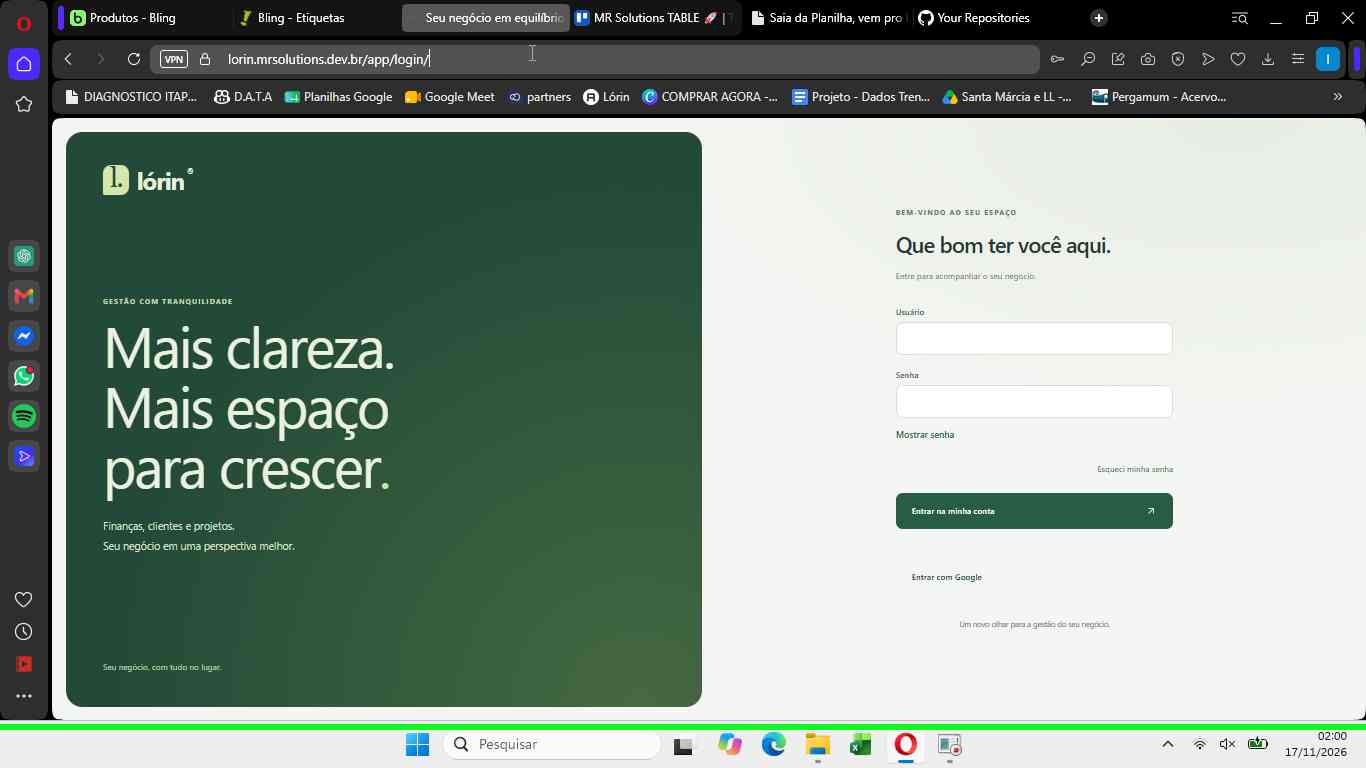 Produtos - Bling
Bling - Etiquetas
Seu negócio em equilíbrio
MR Solutions TABLE 🚀 | T
Saia da Planilha, vem pro
Your Repositories
VPN
lorin.mrsolutions.dev.br/app/login/
DIAGNOSTICO ITAP...
D.A.T.A
Planilhas Google
Google Meet
partners
Lórin
COMPRAR AGORA -...
Projeto - Dados Tren...
Santa Márcia e LL -...
Pergamum - Acervo...
l. lórin®
GESTÃO COM TRANQUILIDADE
Mais clareza.
Mais espaço
para crescer.
Finanças, clientes e projetos.
Seu negócio em uma perspectiva melhor.
Seu negócio, com tudo no lugar.
BEM-VINDO AO SEU ESPAÇO
Que bom ter você aqui.
Entre para acompanhar o seu negócio.
Usuário
Senha
Mostrar senha
Esqueci minha senha
Entrar na minha conta
Entrar com Google
Um novo olhar para a gestão do seu negócio.
Pesquisar
02:00
17/11/2026